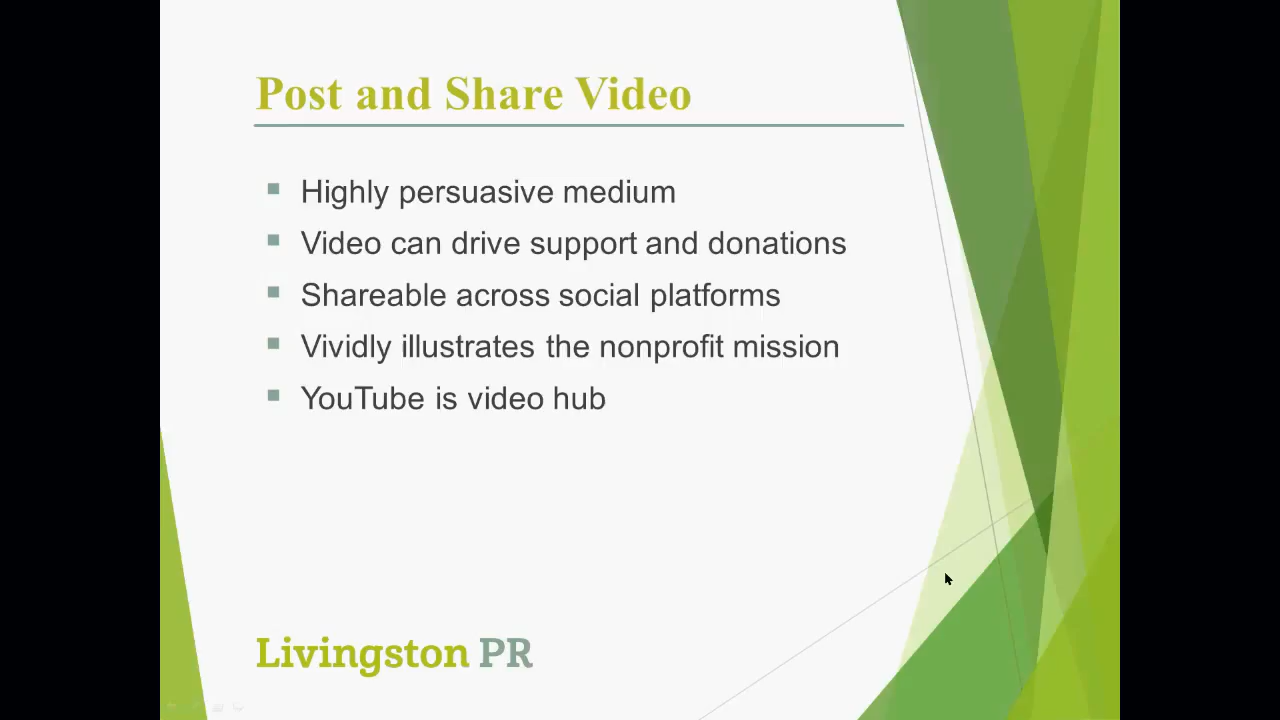 Post and Share Video
Highly persuasive medium
Video can drive support and donations
Shareable across social platforms
Vividly illustrates the nonprofit mission
YouTube is video hub
Livingston PR